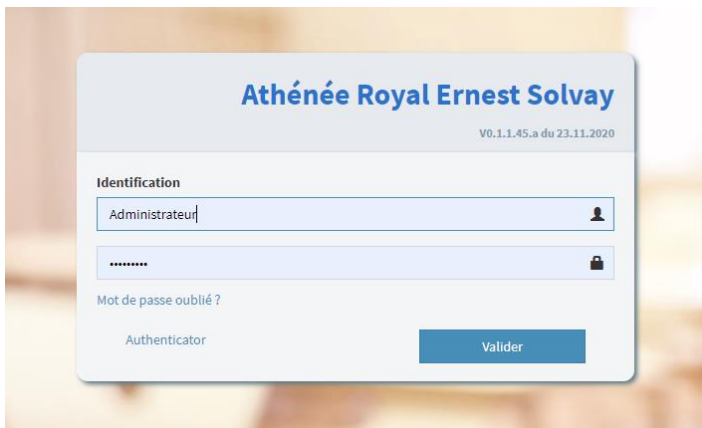 Athénée Royal Ernest Solvay
V0.1.1.45.a du 23.11.2020
Identification
Administrateur
•••••••••
Mot de passe oublié ?
Authenticator
Valider